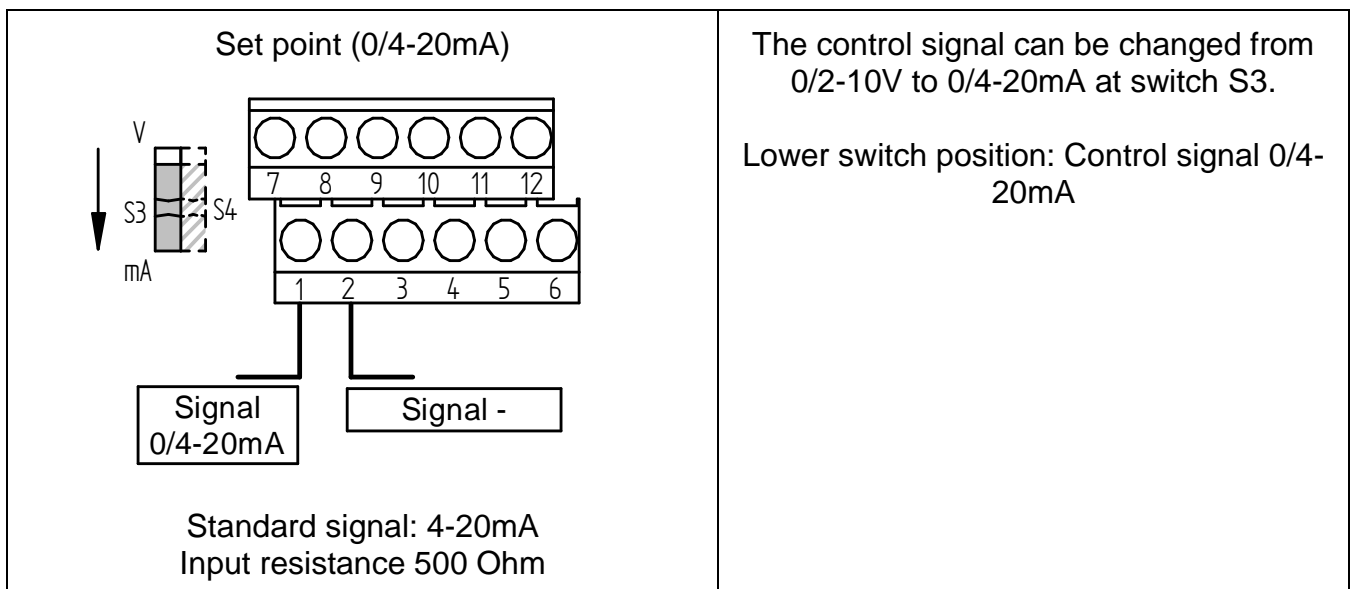 Set point (0/4-20mA)
V
S3
S4
mA
7 8 9 10 11 12
1 2 3 4 5 6
Signal
0/4-20mA
Signal -
Standard signal: 4-20mA
Input resistance 500 Ohm
The control signal can be changed from
0/2-10V to 0/4-20mA at switch S3.
Lower switch position: Control signal 0/4-
20mA